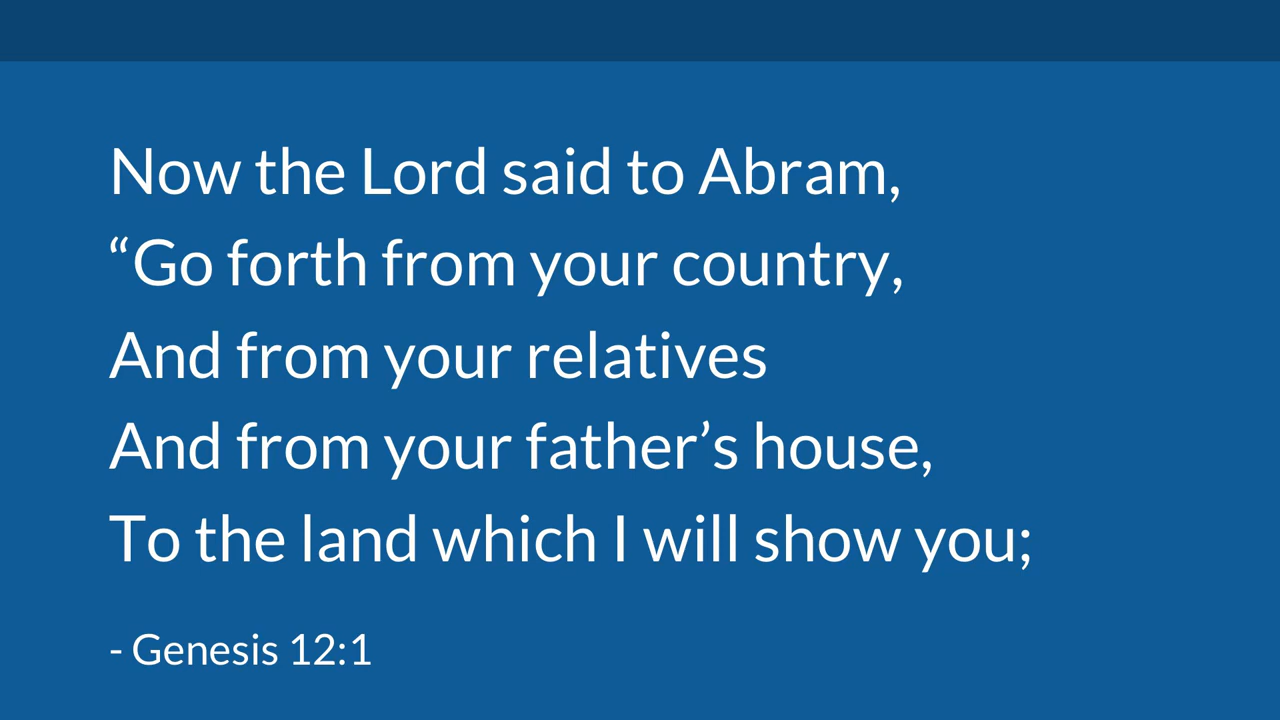 Now the Lord said to Abram,
“Go forth from your country,
And from your relatives
And from your father’s house,
To the land which I will show you;
- Genesis 12:1